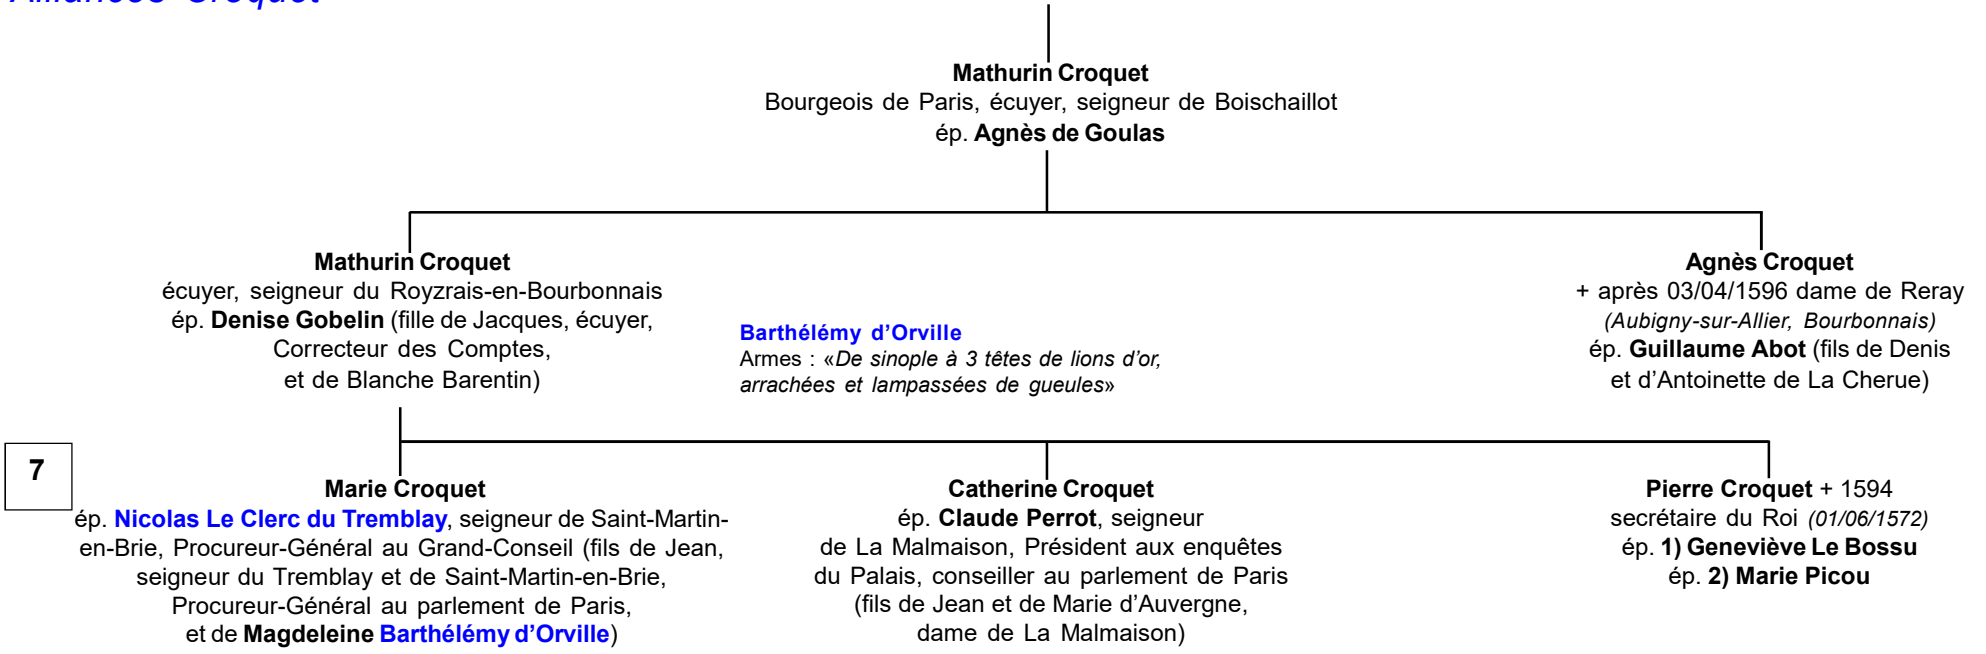 Alliances Croquet
Mathurin Croquet
Bourgeois de Paris, écuyer, seigneur de Boischaillot
ép. Agnès de Goulas
Mathurin Croquet
écuyer, seigneur du Royzrais-en-Bourbonnais
ép. Denise Gobelin (fille de Jacques, écuyer,
Correcteur des Comptes,
et de Blanche Barentin)
Barthélémy d’Orville
Armes : «De sinople à 3 têtes de lions d’or,
arrachées et lampassées de gueules»
Agnès Croquet
+ après 03/04/1596 dame de Reray
(Aubigny-sur-Allier, Bourbonnais)
ép. Guillaume Abot (fils de Denis
et d’Antoinette de La Cherue)
7
Marie Croquet
ép. Nicolas Le Clerc du Tremblay, seigneur de Saint-Martin-
en-Brie, Procureur-Général au Grand-Conseil (fils de Jean,
seigneur du Tremblay et de Saint-Martin-en-Brie,
Procureur-Général au parlement de Paris,
et de Magdeleine Barthélémy d’Orville)
Catherine Croquet
ép. Claude Perrot, seigneur
de La Malmaison, Président aux enquêtes
du Palais, conseiller au parlement de Paris
(fils de Jean et de Marie d’Auvergne,
dame de La Malmaison)
Pierre Croquet + 1594
secrétaire du Roi (01/06/1572)
ép. 1) Geneviève Le Bossu
ép. 2) Marie Picou